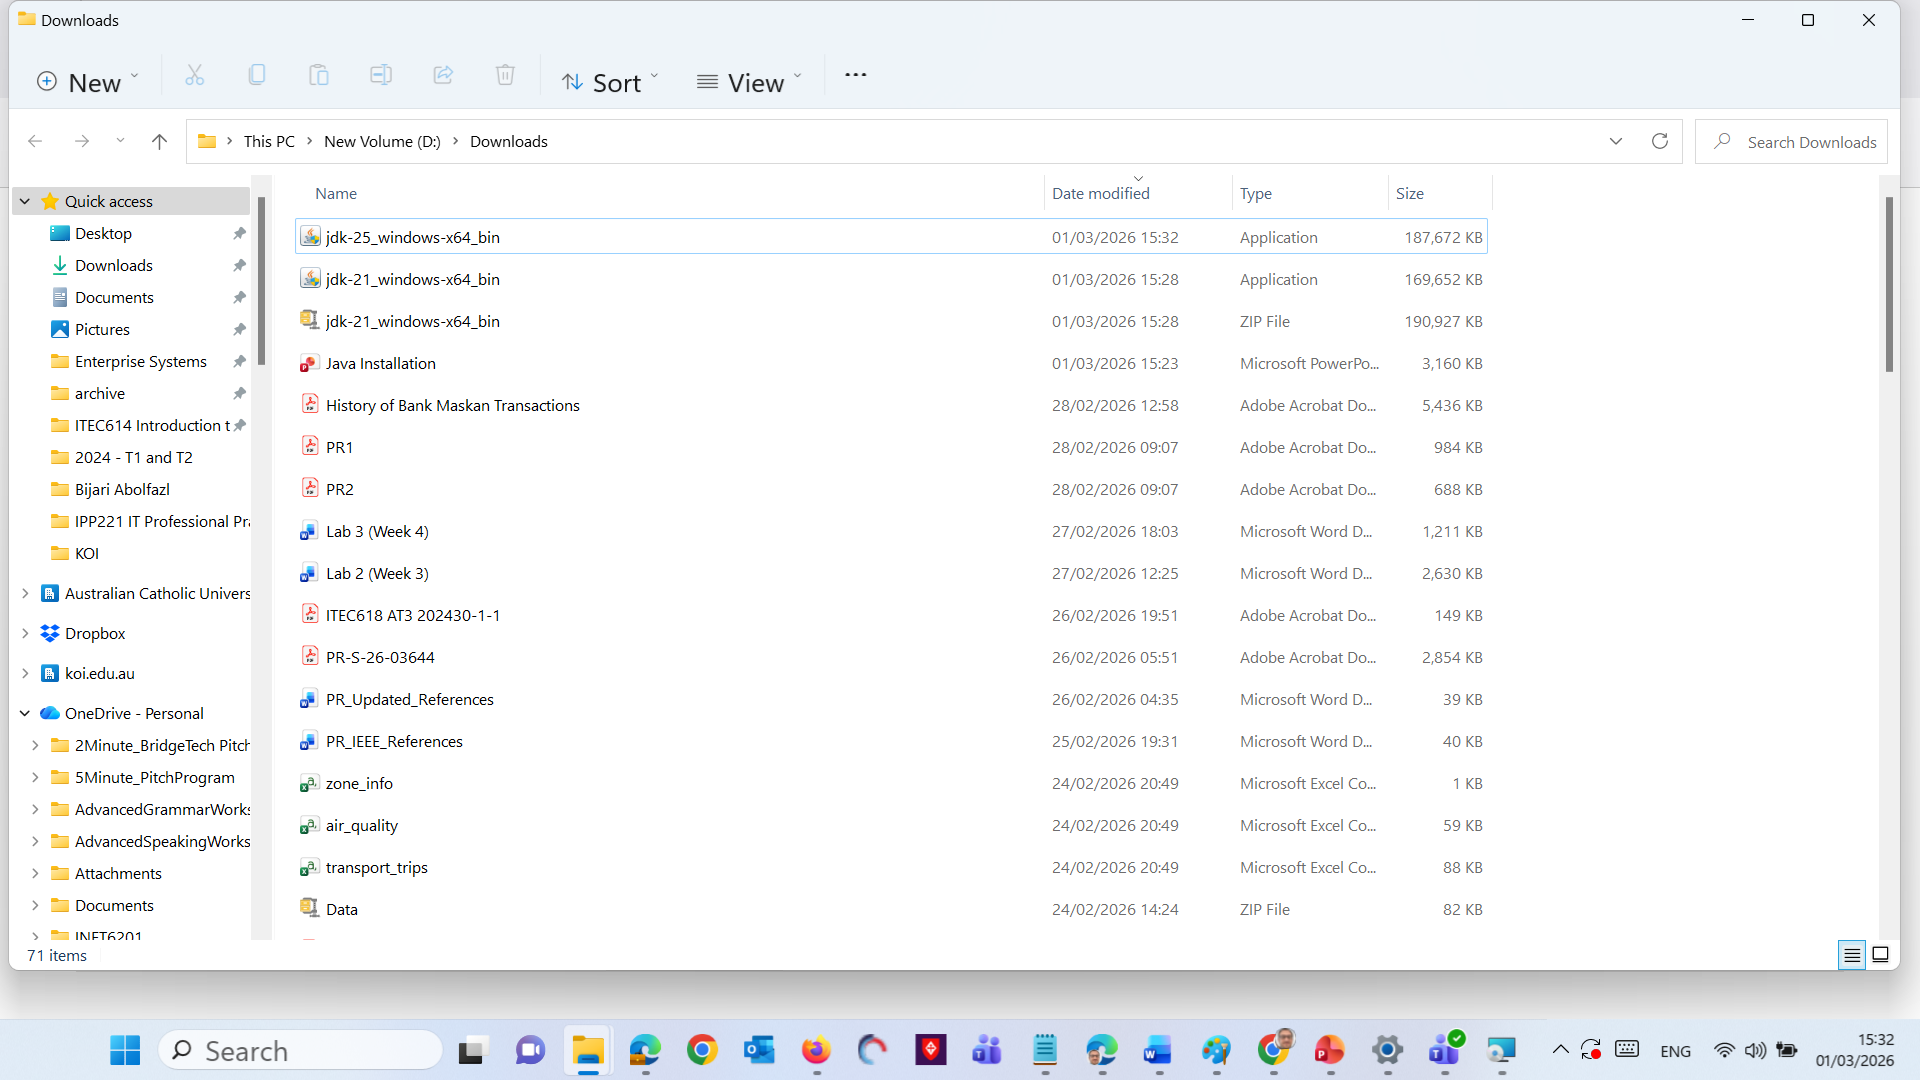 Downloads
New
Sort
View
This PC
New Volume (D:)
Downloads
Search Downloads
Quick access
Desktop
Downloads
Documents
Pictures
Enterprise Systems
archive
ITEC614 Introduction t
2024 - T1 and T2
Bijari Abolfazl
IPP221 IT Professional Pra
KOI
Australian Catholic Univers
Dropbox
koi.edu.au
OneDrive - Personal
2Minute_BridgeTech Pitch
5Minute_PitchProgram
AdvancedGrammarWorks
AdvancedSpeakingWorks
Attachments
Documents
INFT6201
Name Date modified Type Size
jdk-25_windows-x64_bin 01/03/2026 15:32 Application 187,672 KB
jdk-21_windows-x64_bin 01/03/2026 15:28 Application 169,652 KB
jdk-21_windows-x64_bin 01/03/2026 15:28 ZIP File 190,927 KB
Java Installation 01/03/2026 15:23 Microsoft PowerPo... 3,160 KB
History of Bank Maskan Transactions 28/02/2026 12:58 Adobe Acrobat Do... 5,436 KB
PR1 28/02/2026 09:07 Adobe Acrobat Do... 984 KB
PR2 28/02/2026 09:07 Adobe Acrobat Do... 688 KB
Lab 3 (Week 4) 27/02/2026 18:03 Microsoft Word D... 1,211 KB
Lab 2 (Week 3) 27/02/2026 12:25 Microsoft Word D... 2,630 KB
ITEC618 AT3 202430-1-1 26/02/2026 19:51 Adobe Acrobat Do... 149 KB
PR-S-26-03644 26/02/2026 05:51 Adobe Acrobat Do... 2,854 KB
PR_Updated_References 26/02/2026 04:35 Microsoft Word D... 39 KB
PR_IEEE_References 25/02/2026 19:31 Microsoft Word D... 40 KB
zone_info 24/02/2026 20:49 Microsoft Excel Co... 1 KB
air_quality 24/02/2026 20:49 Microsoft Excel Co... 59 KB
transport_trips 24/02/2026 20:49 Microsoft Excel Co... 88 KB
Data 24/02/2026 14:24 ZIP File 82 KB
71 items
Search
ENG
15:32
01/03/2026